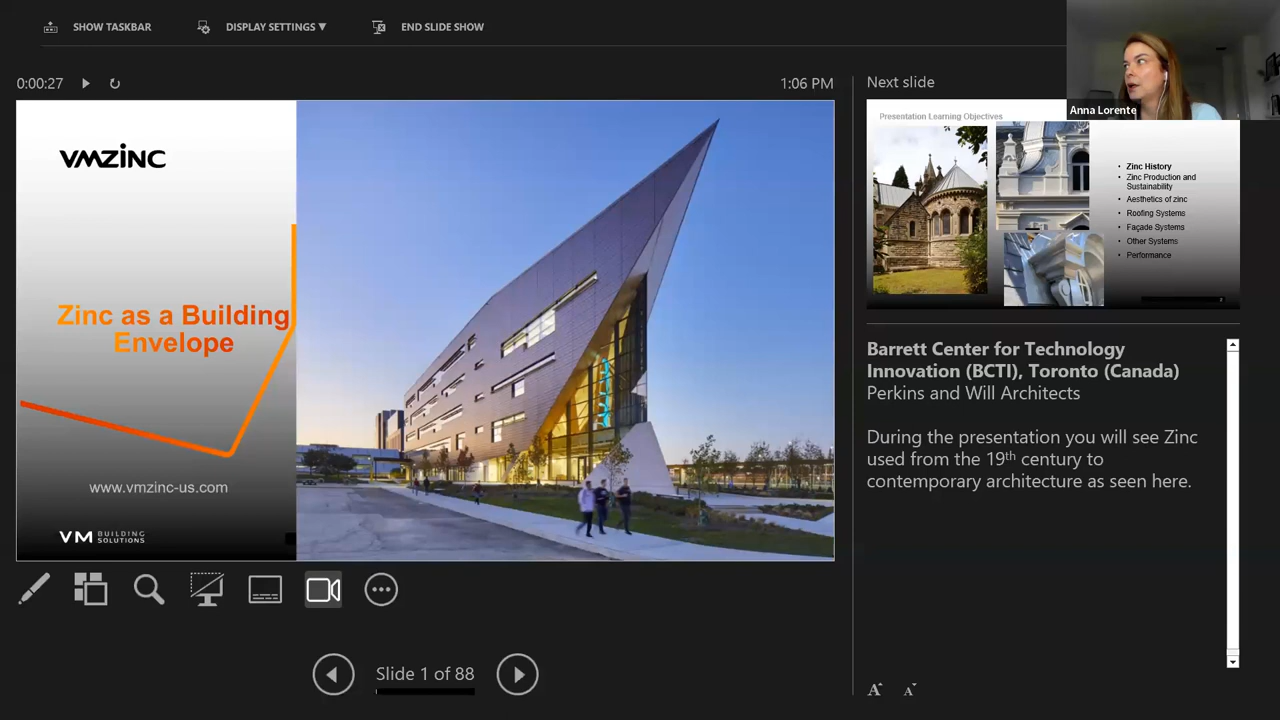 SHOW TASKBAR
DISPLAY SETTINGS ▼
END SLIDE SHOW
0:00:27
1:06 PM
VMZINC
Zinc as a Building
Envelope
www.vmzinc-us.com
VM BUILDING
SOLUTIONS
Slide 1 of 88
Next slide
Anna Lorente
Presentation Learning Objectives
• Zinc History
• Zinc Production and
Sustainability
• Aesthetics of zinc
• Roofing Systems
• Façade Systems
• Other Systems
• Performance
Barrett Center for Technology
Innovation (BCTI), Toronto (Canada)
Perkins and Will Architects
During the presentation you will see Zinc
used from the 19th century to
contemporary architecture as seen here.
A A